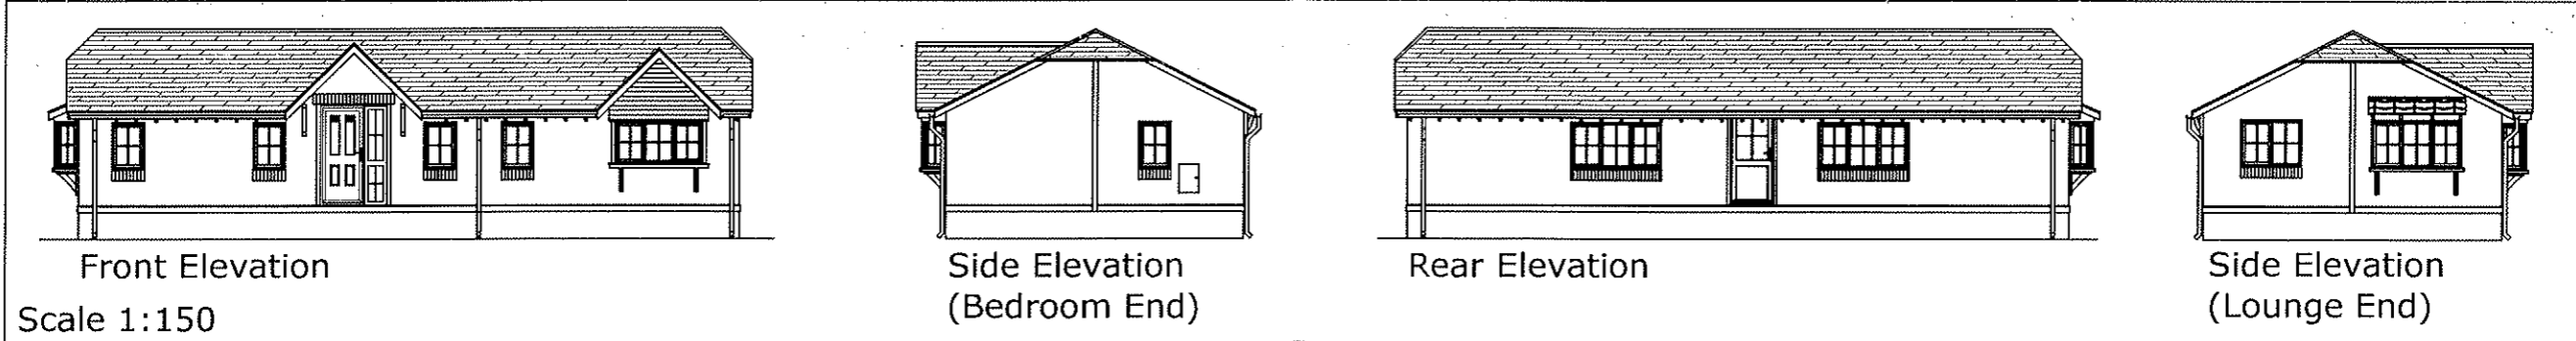 Front Elevation
Scale 1:150
Side Elevation
(Bedroom End)
Rear Elevation
Side Elevation
(Lounge End)